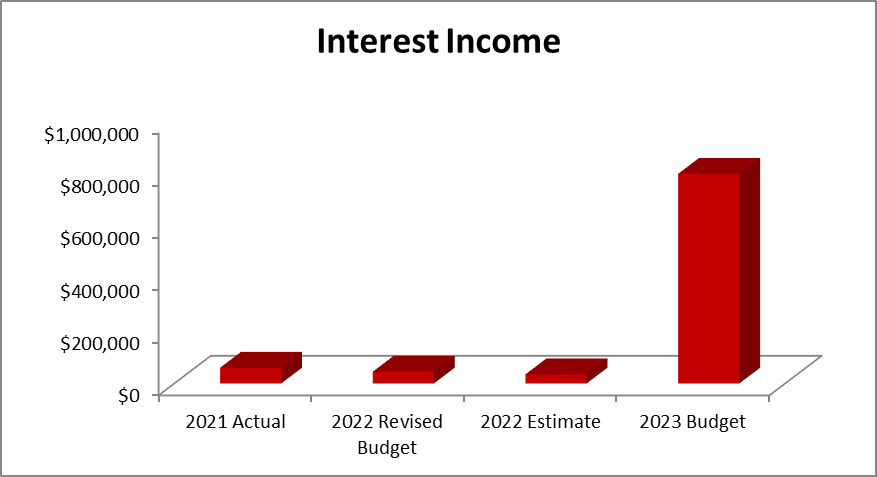 Interest Income
$1,000,000
$800,000
$600,000
$400,000
$200,000
$0
2021 Actual
2022 Revised
Budget
2022 Estimate
2023 Budget